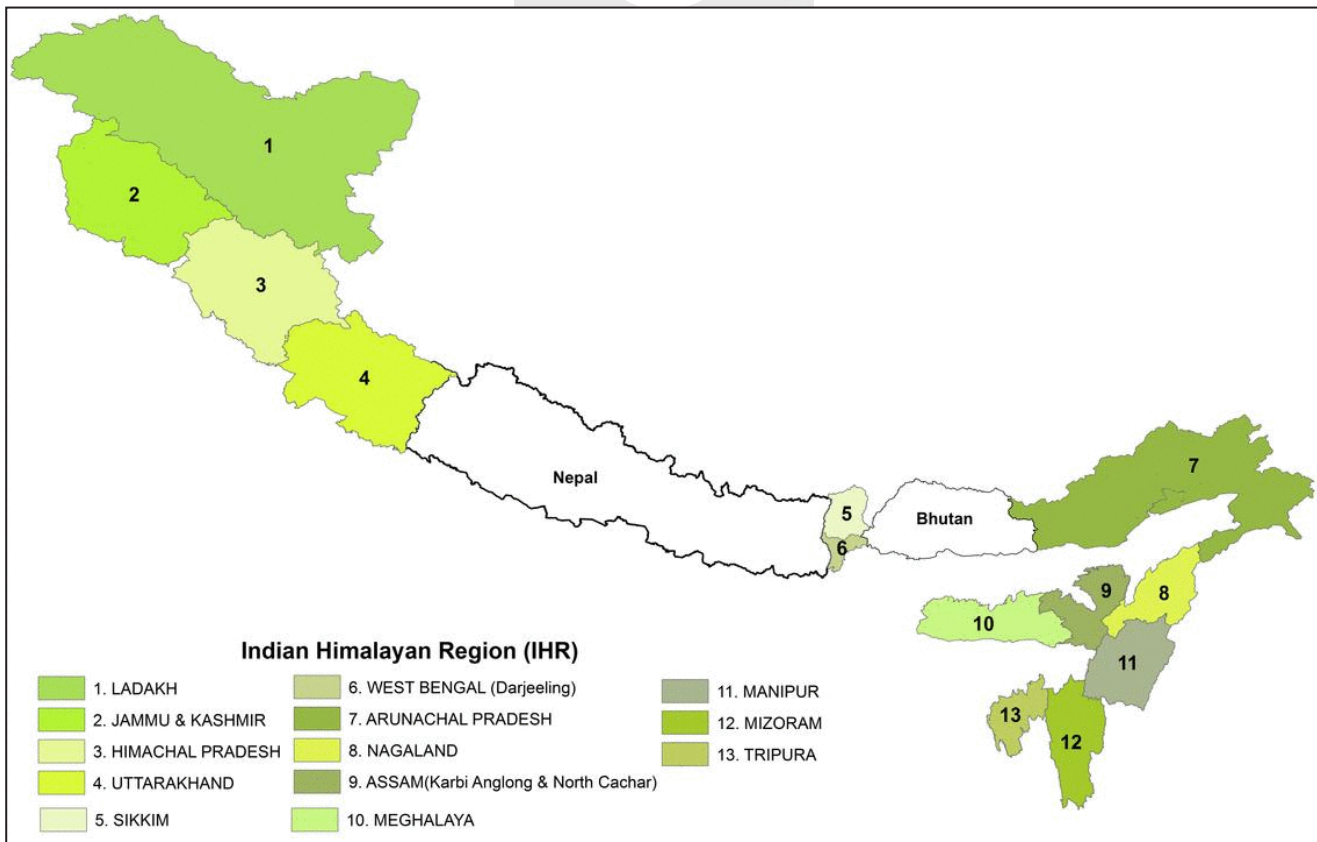 1
2
3
4
Nepal
5
6
Bhutan
7
8
9
10
11
12
13
Indian Himalayan Region (IHR)
1. LADAKH
2. JAMMU & KASHMIR
3. HIMACHAL PRADESH
4. UTTARAKHAND
5. SIKKIM
6. WEST BENGAL (Darjeeling)
7. ARUNACHAL PRADESH
8. NAGALAND
9. ASSAM(Karbi Anglong & North Cachar)
10. MEGHALAYA
11. MANIPUR
12. MIZORAM
13. TRIPURA